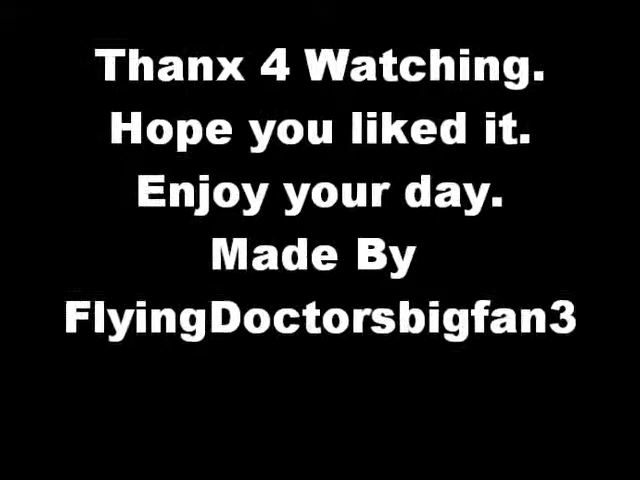 Thanx 4 Watching.
Hope you liked it.
Enjoy your day.
Made By
FlyingDoctorsbigfan3